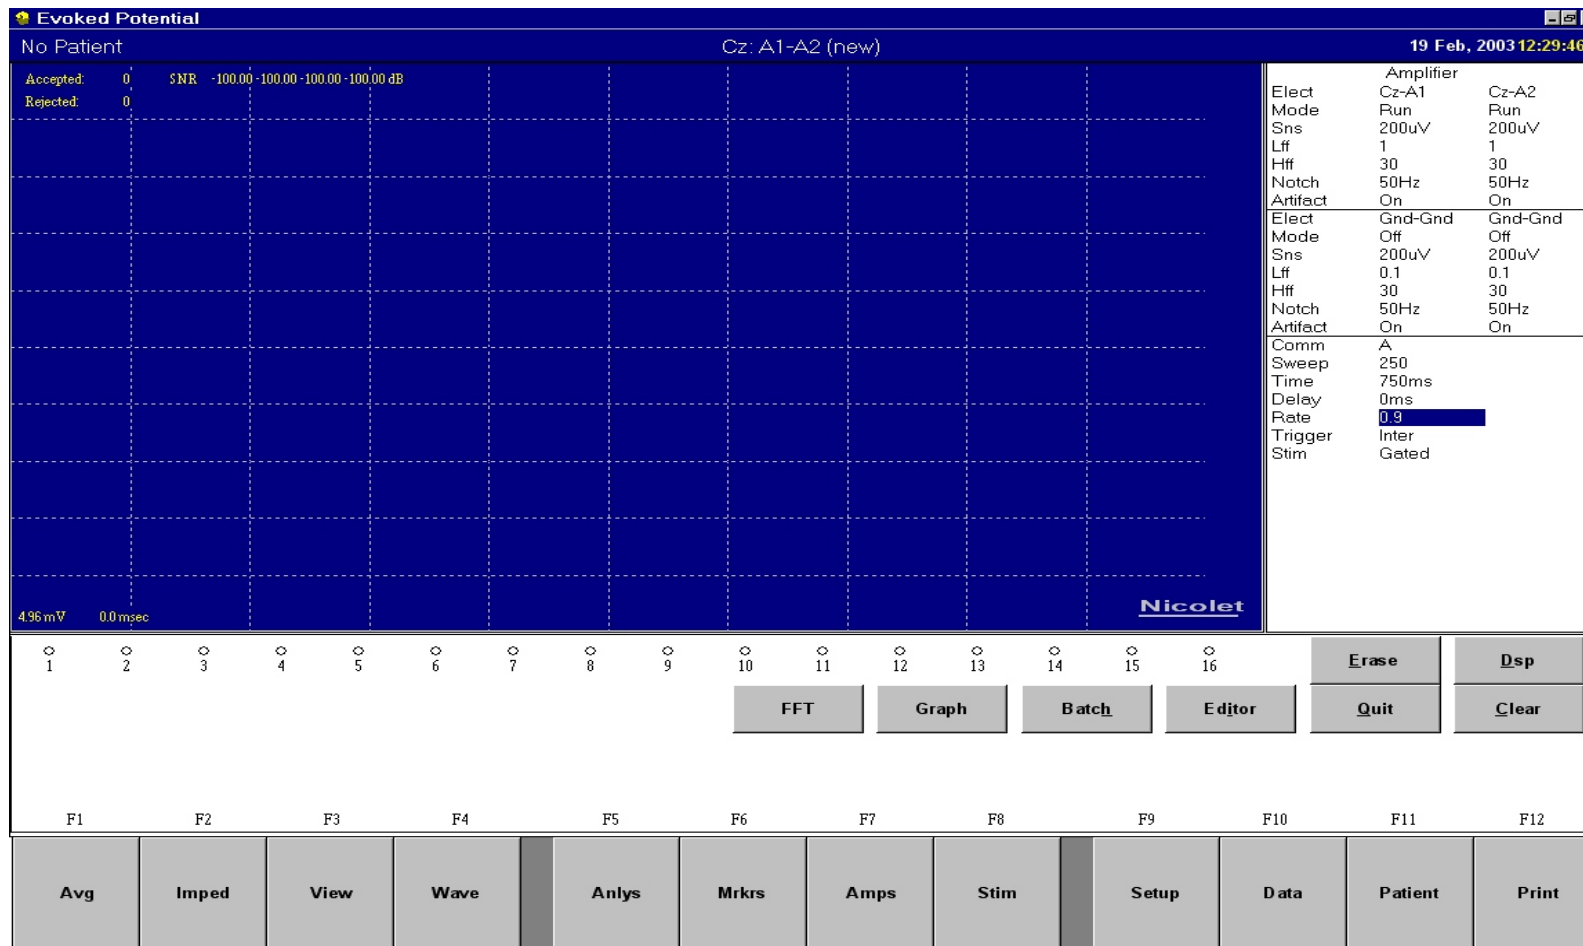 Evoked Potential
No Patient Cz: A1-A2 (new) 19 Feb, 2003 12:29:46
Accepted: 0 SNR -100.00 -100.00 -100.00 -100.00 dB
Rejected: 0
4.96 mV 0.0 msec
Nicolet
Amplifier
Elect Cz-A1 Cz-A2
Mode Run Run
Sns 200uV 200uV
Lff 1 1
Hff 30 30
Notch 50Hz 50Hz
Artifact On On
Elect Gnd-Gnd Gnd-Gnd
Mode Off Off
Sns 200uV 200uV
Lff 0.1 0.1
Hff 30 30
Notch 50Hz 50Hz
Artifact On On
Comm A
Sweep 250
Time 750ms
Delay 0ms
Rate 0.9
Trigger Inter
Stim Gated
1 2 3 4 5 6 7 8 9 10 11 12 13 14 15 16
Erase Dsp
FFT Graph Batch Editor Quit Clear
F1 F2 F3 F4 F5 F6 F7 F8 F9 F10 F11 F12
Avg Imped View Wave Anlys Mrkrs Amps Stim Setup Data Patient Print